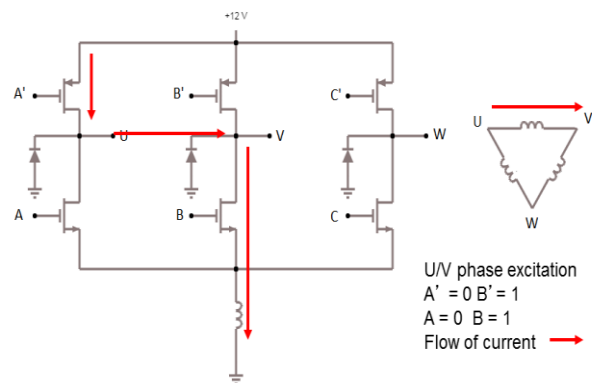 +12 V
A'
B'
C'
U
V
W
A
B
C
U
V
W
U/V phase excitation
A’ = 0 B’ = 1
A = 0 B = 1
Flow of current